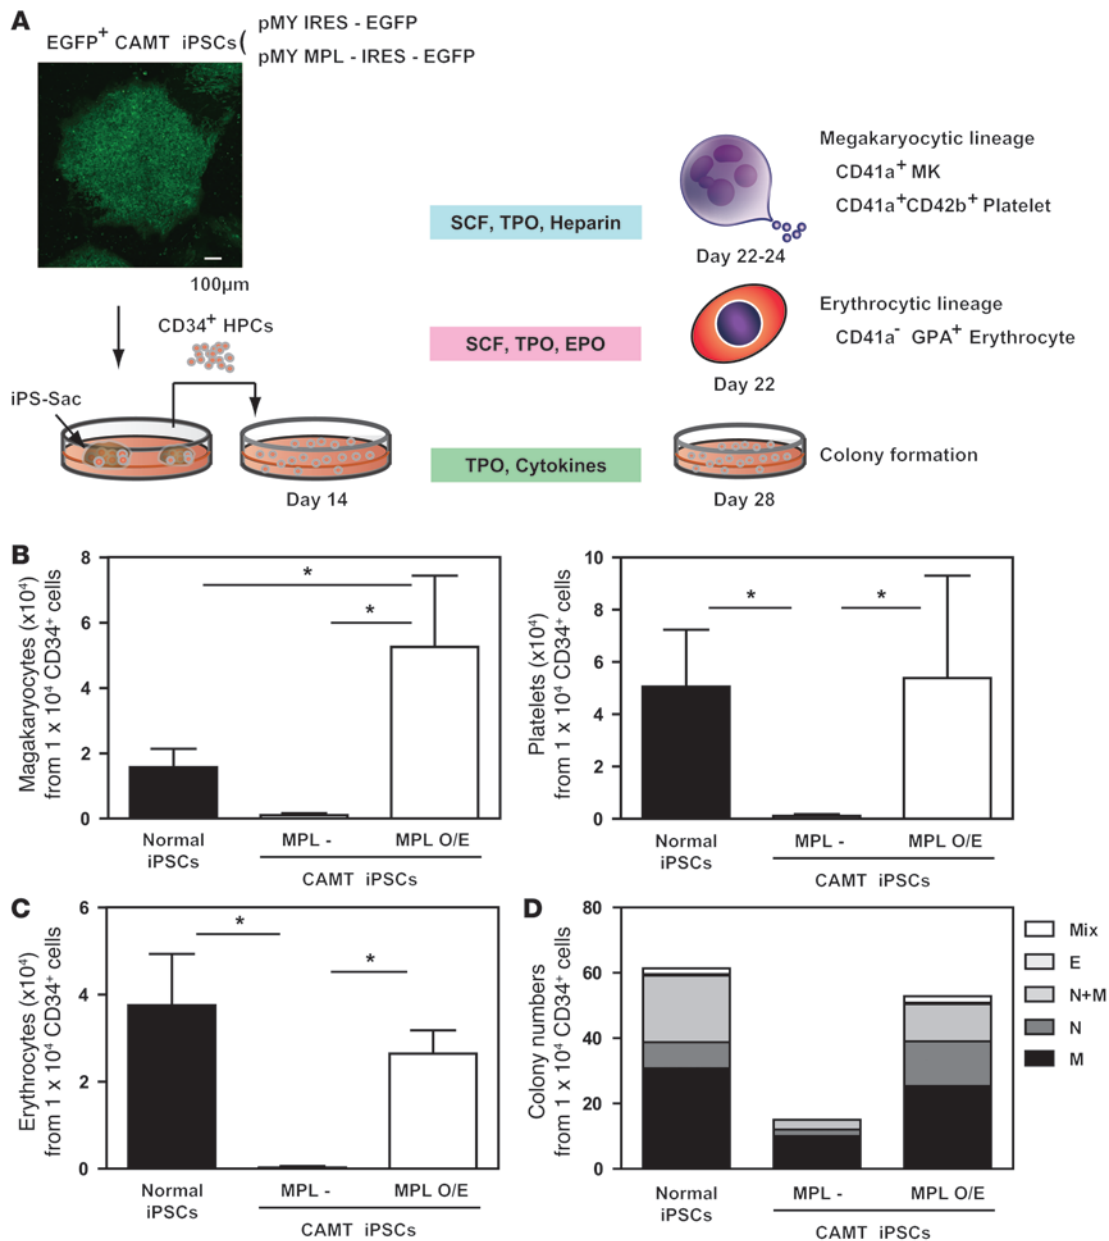 A
EGFP+ CAMT iPSCs(
pMY IRES - EGFP
pMY MPL - IRES - EGFP
100μm
CD34+ HPCs
iPS-Sac
Day 14
SCF, TPO, Heparin
SCF, TPO, EPO
TPO, Cytokines
Day 22-24
Day 22
Day 28
Megakaryocytic lineage
CD41a+ MK
CD41a+CD42b+ Platelet
Erythrocytic lineage
CD41a- GPA+ Erythrocyte
Colony formation
B
Magakaryocytes (x10⁴)
from 1 x 10⁴ CD34⁺ cells
8
6
4
2
0
*
*
Normal
iPSCs
MPL -
MPL O/E
CAMT iPSCs
Platelets (x10⁴)
from 1 x 10⁴ CD34⁺ cells
10
8
6
4
2
0
*
*
Normal
iPSCs
MPL -
MPL O/E
CAMT iPSCs
C
Erythrocytes (x10⁴)
from 1 x 10⁴ CD34⁺ cells
6
4
2
0
*
*
Normal
iPSCs
MPL -
MPL O/E
CAMT iPSCs
D
Colony numbers
from 1 x 10⁴ CD34⁺ cells
80
60
40
20
0
Normal
iPSCs
MPL -
MPL O/E
CAMT iPSCs
Mix
E
N+M
N
M